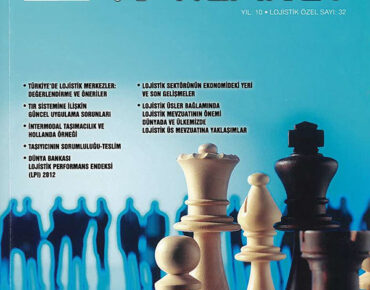 YIL. 10 • LOJİSTİK ÖZEL SAYI: 32
• TÜRKİYE'DE LOJİSTİK MERKEZLER:
DEĞERLENDİRME VE ÖNERİLER
• TIR SİSTEMİNE İLİŞKİN
GÜNCEL UYGULAMA SORUNLARI
• INTERMODAL TAŞIMACILIK VE
HOLLANDA ÖRNEĞİ
• TAŞIYICININ SORUMLULUĞU-TESLİM
• DÜNYA BANKASI
LOJİSTİK PERFORMANS ENDEKSİ
(LPI) 2012
• LOJİSTİK SEKTÖRÜNÜN EKONOMİDEKİ YERİ
VE SON GELİŞMELER
• LOJİSTİK ÜSLER BAĞLAMINDA
LOJİSTİK MEVZUATININ ÖNEMİ
DÜNYADA VE ÜLKEMİZDE
LOJİSTİK ÜS MEVZUATINA YAKLAŞIMLAR